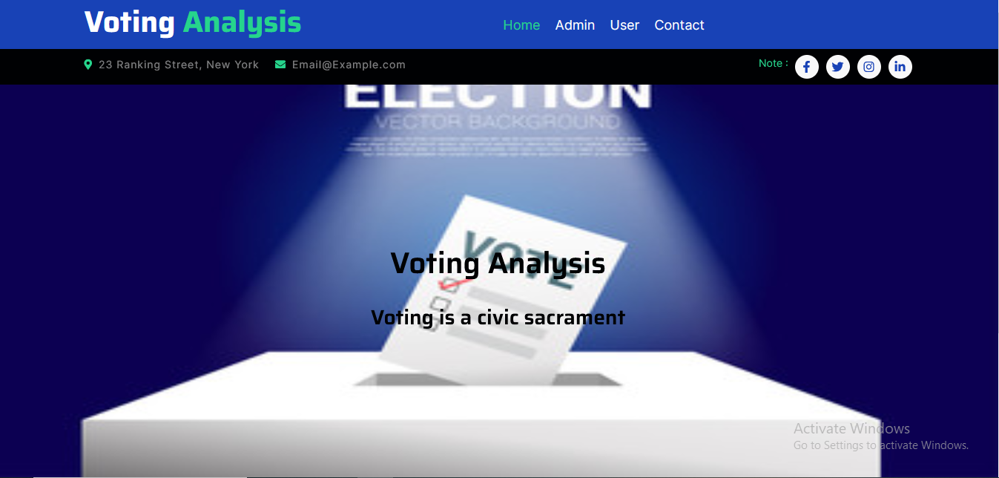 Voting Analysis
Home Admin User Contact
23 Ranking Street, New York Email@Example.com
Note :
ELECTION
VECTOR BACKGROUND
VOTE
Voting Analysis
Voting is a civic sacrament
Activate Windows
Go to Settings to activate Windows.